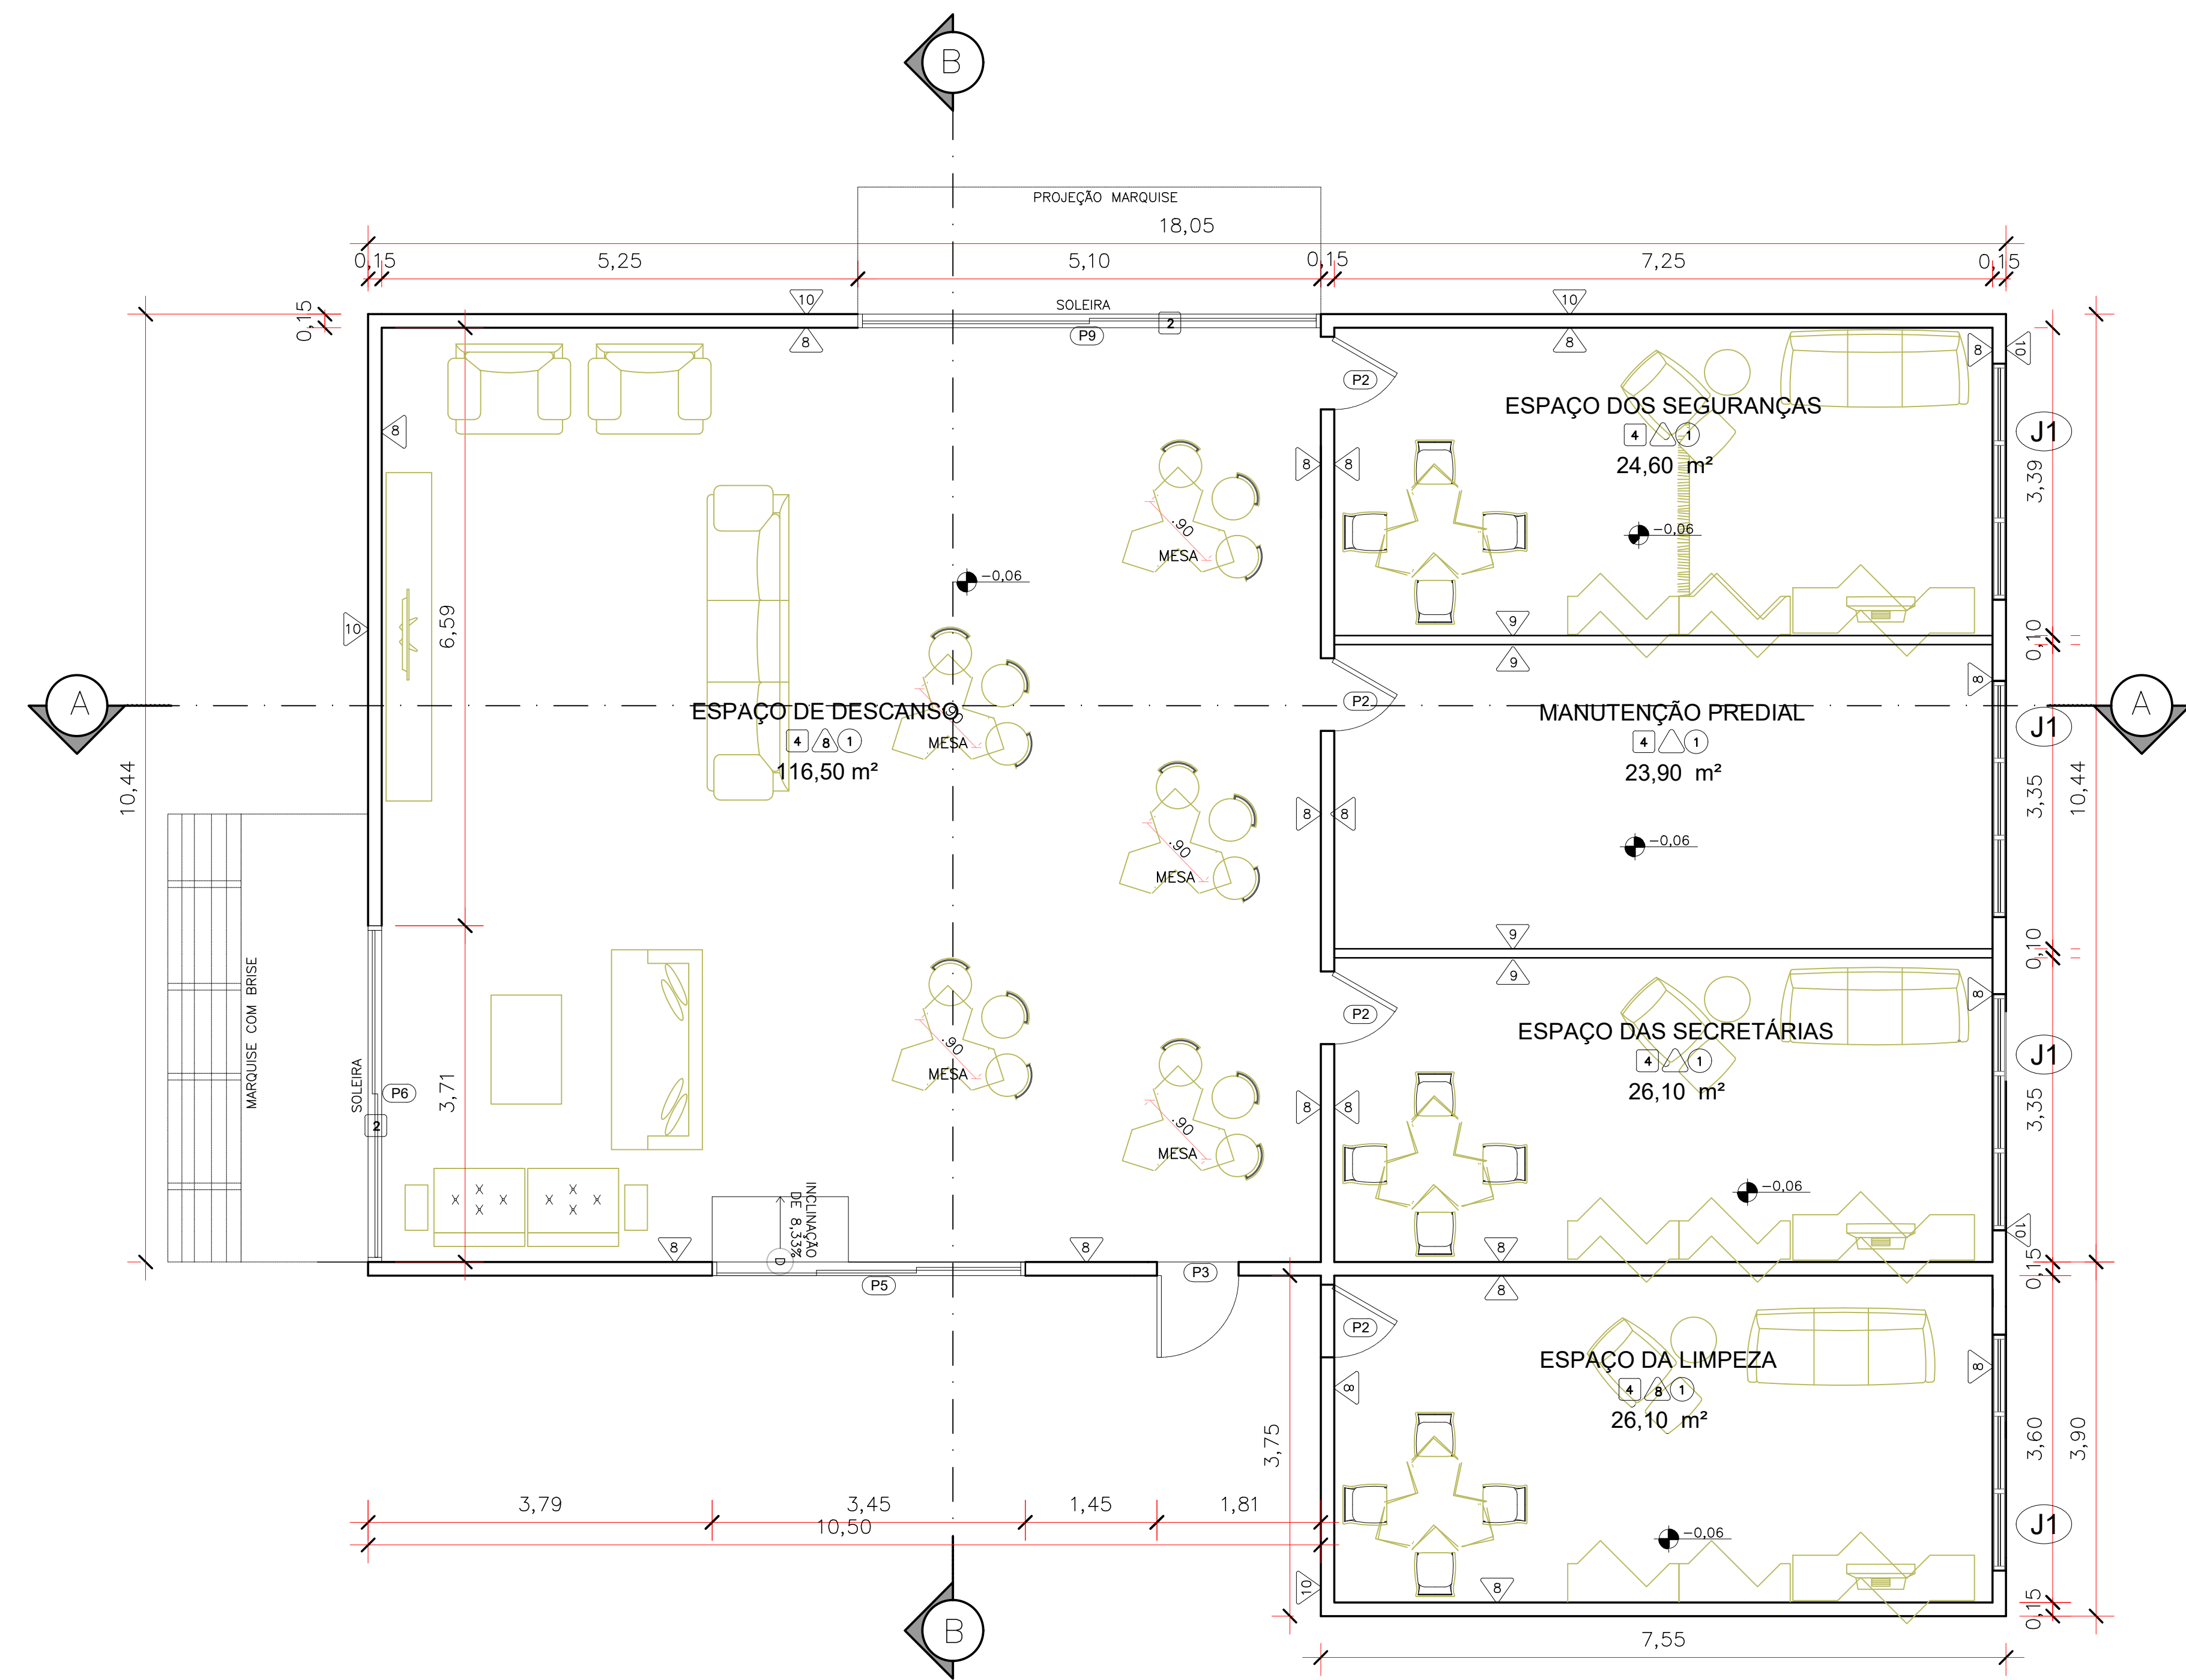 B
PROJEÇÃO MARQUISE
18,05
0,15
5,25
5,10
0,15
7,25
0,15
0,15
10
SOLEIRA
2
10
P9
8
8
8
10
P2
ESPAÇO DOS SEGURANÇAS
4 1
24,60 m²
J1
3,39
8
8
8
.90
MESA
-0,06
-0,06
10
6,59
9
9
0,10
8
A
ESPAÇO DE DESCANSO
4 8 1
116,50 m²
.90
MESA
P2
MANUTENÇÃO PREDIAL
4 1
23,90 m²
J1
A
10,44
3,35
10,44
8
8
.90
MESA
-0,06
9
9
0,10
8
MARQUISE COM BRISE
SOLEIRA
P6
2
3,71
.90
MESA
P2
ESPAÇO DAS SECRETÁRIAS
4 1
26,10 m²
J1
3,35
8
8
.90
MESA
-0,06
10
INCLINAÇÃO
DE 8,33%
D
8
8
8
P5
P3
8
0,15
P2
ESPAÇO DA LIMPEZA
4 8 1
26,10 m²
8
8
3,75
3,60
3,90
3,79
3,45
1,45
1,81
10,50
-0,06
J1
10
8
0,15
B
7,55